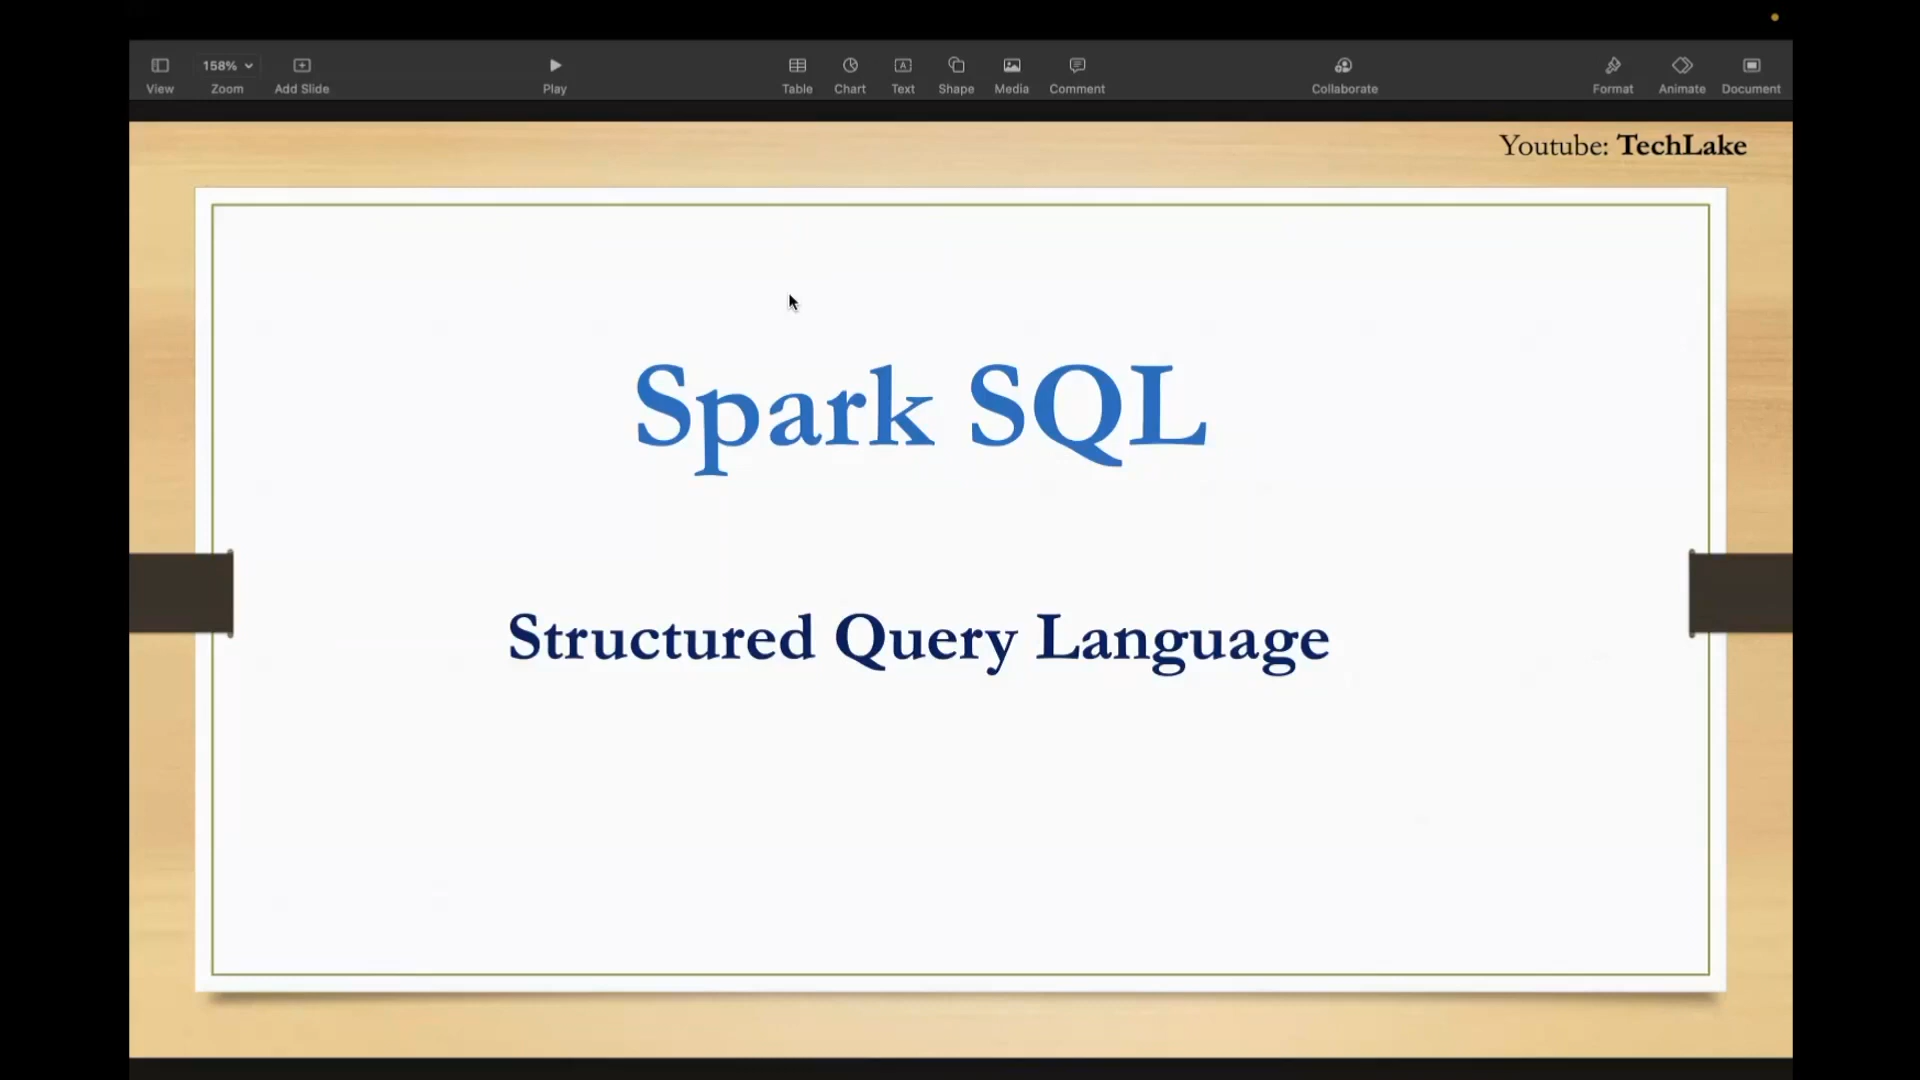 158%
View
Zoom
Add Slide
Play
Table
Chart
Text
Shape
Media
Comment
Collaborate
Format
Animate
Document
Youtube: TechLake
Spark SQL
Structured Query Language